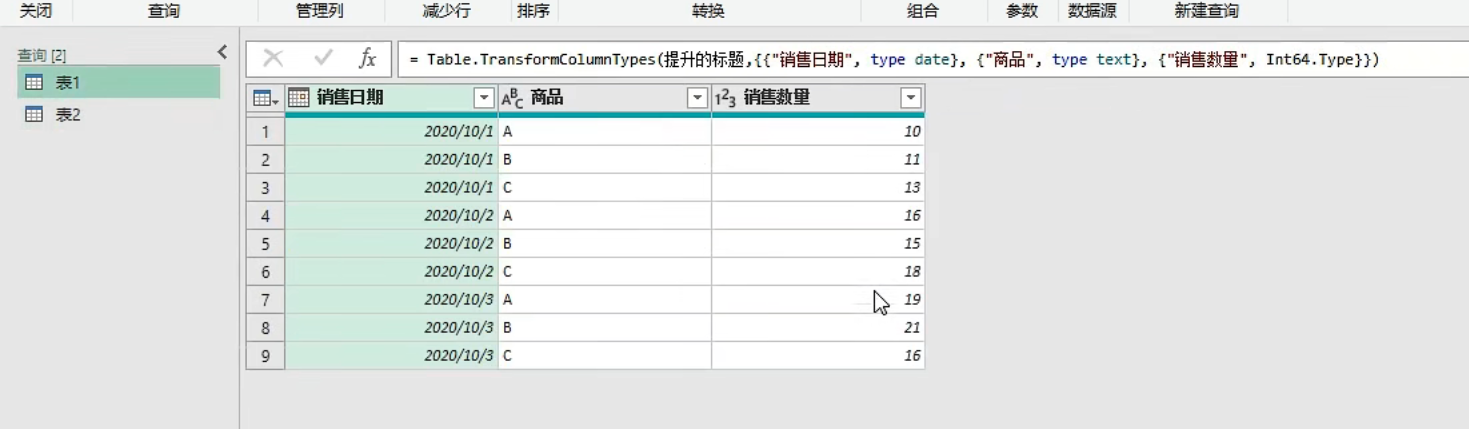 关闭 查询 管理列 减少行 排序 转换 组合 参数 数据源 新建查询
查询 [2]
表1
表2
fx = Table.TransformColumnTypes(提升的标题,{{"销售日期", type date}, {"商品", type text}, {"销售数量", Int64.Type}})
销售日期 ABC 商品 123 销售数量
1 2020/10/1 A 10
2 2020/10/1 B 11
3 2020/10/1 C 13
4 2020/10/2 A 16
5 2020/10/2 B 15
6 2020/10/2 C 18
7 2020/10/3 A 19
8 2020/10/3 B 21
9 2020/10/3 C 16